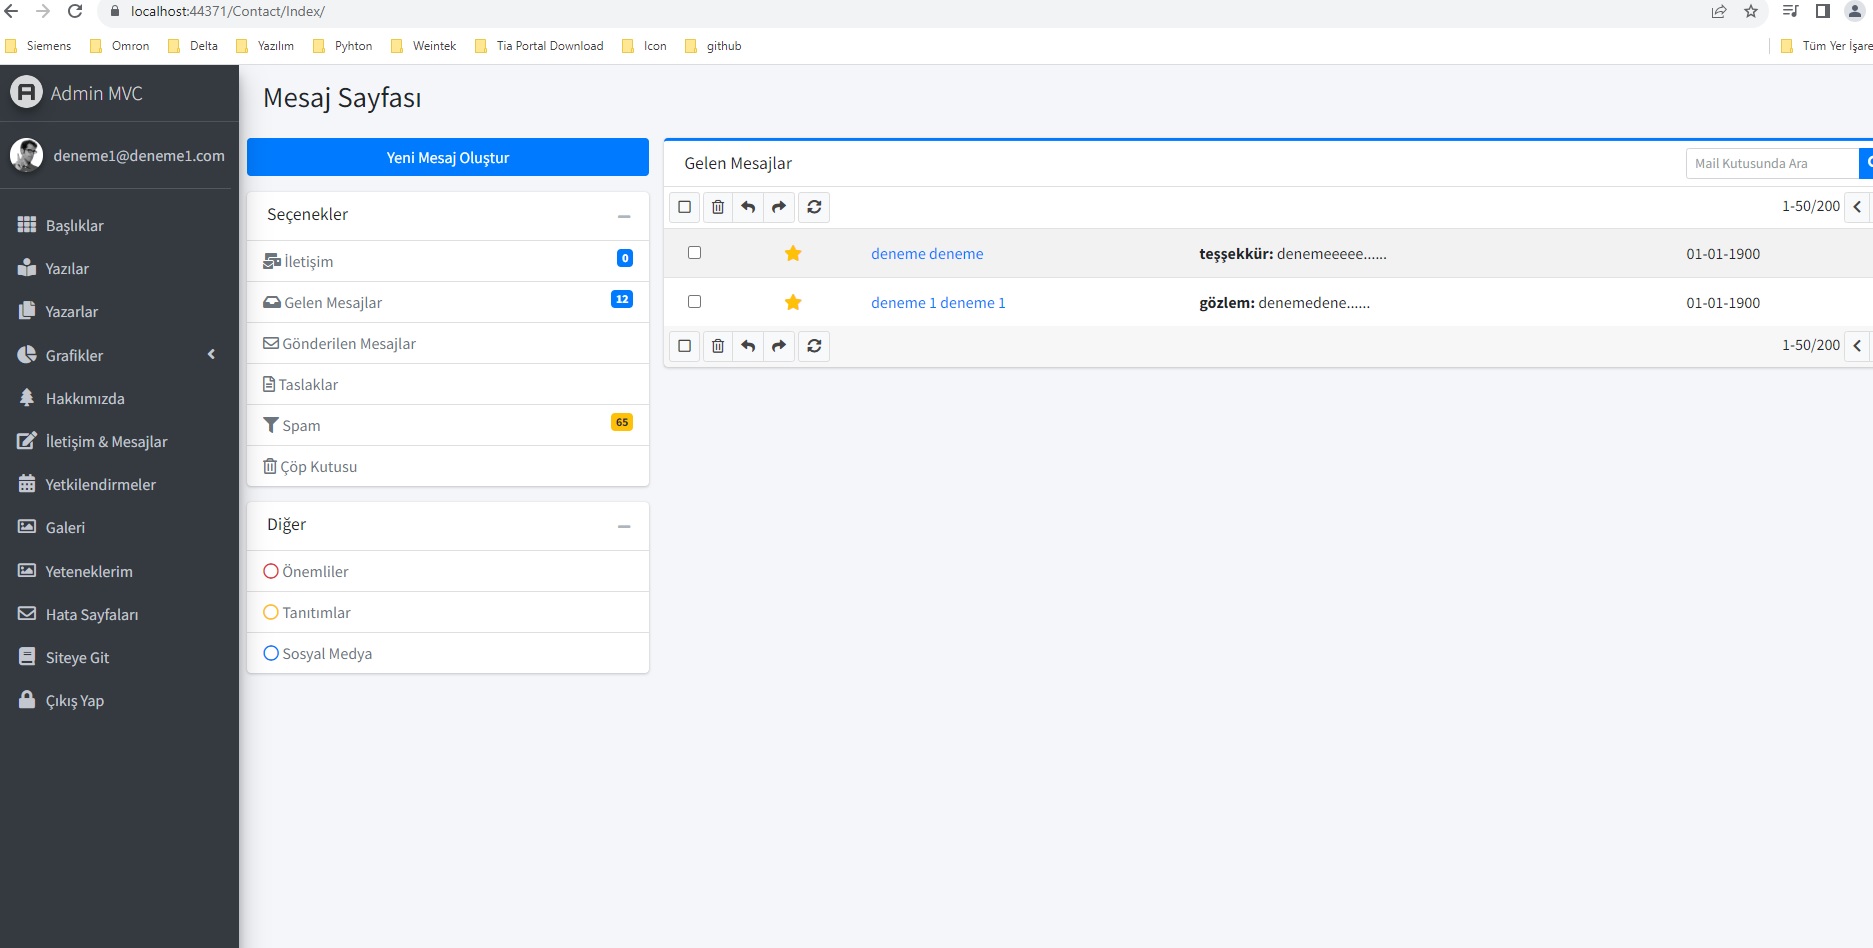 localhost:44371/Contact/Index/
Siemens Omron Delta Yazılım Pyhton Weintek Tia Portal Download Icon github Tüm Yer İşare
Admin MVC
deneme1@deneme1.com
Başlıklar
Yazılar
Yazarlar
Grafikler
Hakkımızda
İletişim & Mesajlar
Yetkilendirmeler
Galeri
Yeteneklerim
Hata Sayfaları
Siteye Git
Çıkış Yap
Mesaj Sayfası
Yeni Mesaj Oluştur
Seçenekler
İletişim 0
Gelen Mesajlar 12
Gönderilen Mesajlar
Taslaklar
Spam 65
Çöp Kutusu
Diğer
Önemliler
Tanıtımlar
Sosyal Medya
Gelen Mesajlar Mail Kutusunda Ara
1-50/200
deneme deneme teşşekkür: denemeeeee...... 01-01-1900
deneme 1 deneme 1 gözlem: denemedene...... 01-01-1900
1-50/200